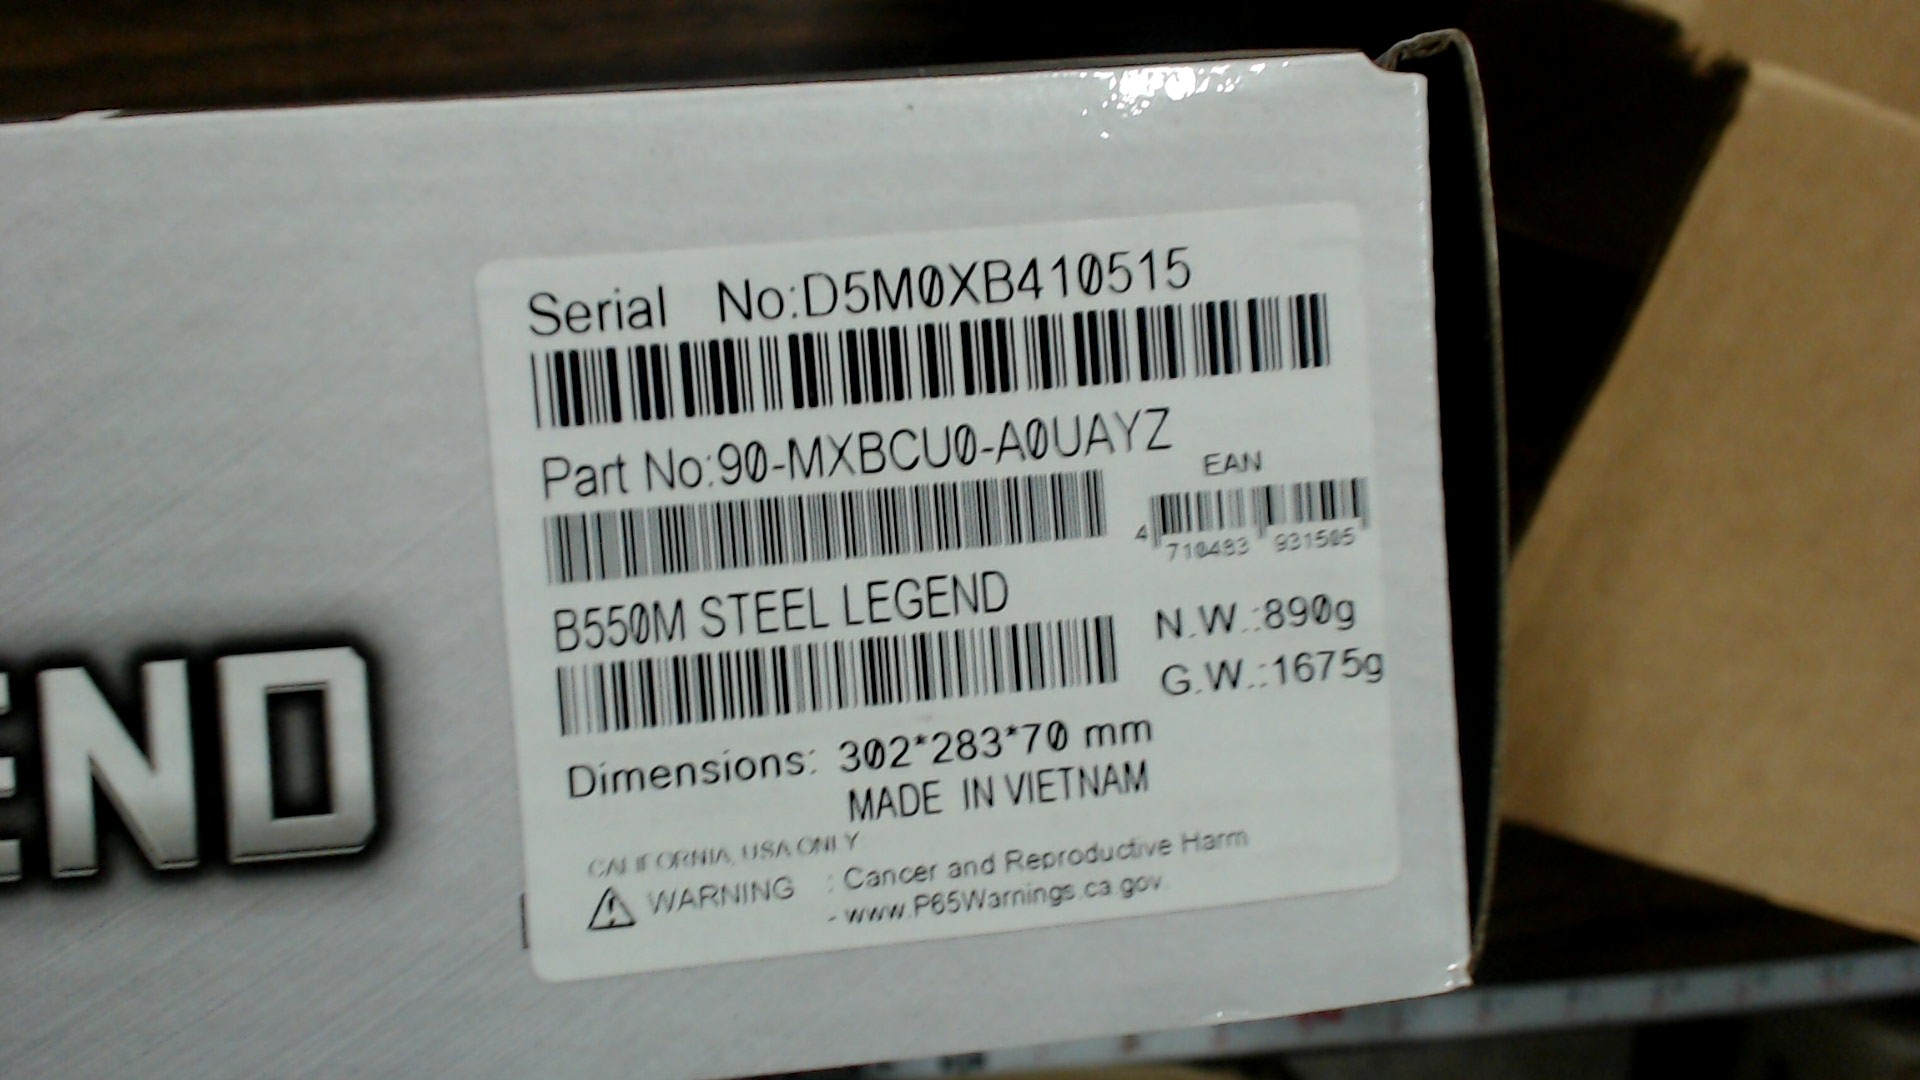 Serial No:D5M0XB410515
Part No:90-MXBCU0-A0UAYZ
EAN
4 710483 931505
B550M STEEL LEGEND
N.W.:890g
G.W.:1675g
Dimensions: 302*283*70 mm
MADE IN VIETNAM
CALIFORNIA, USA ONLY
WARNING : Cancer and Reproductive Harm
- www.P65Warnings.ca.gov
END